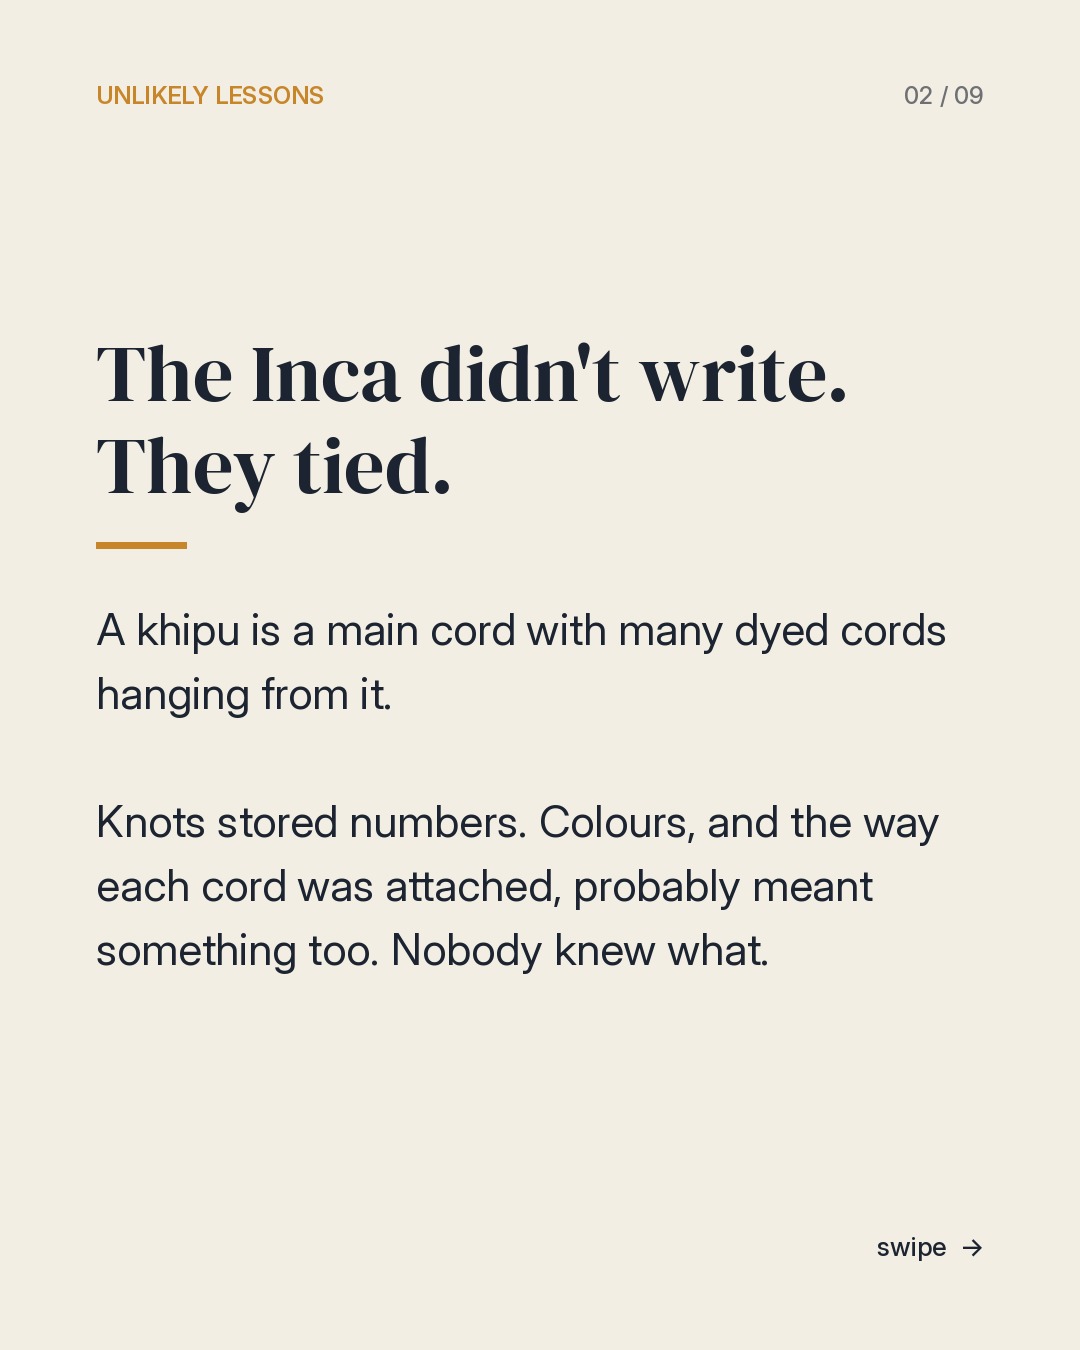 UNLIKELY LESSONS
02 / 09
The Inca didn't write.
They tied.
A khipu is a main cord with many dyed cords
hanging from it.
Knots stored numbers. Colours, and the way
each cord was attached, probably meant
something too. Nobody knew what.
swipe →